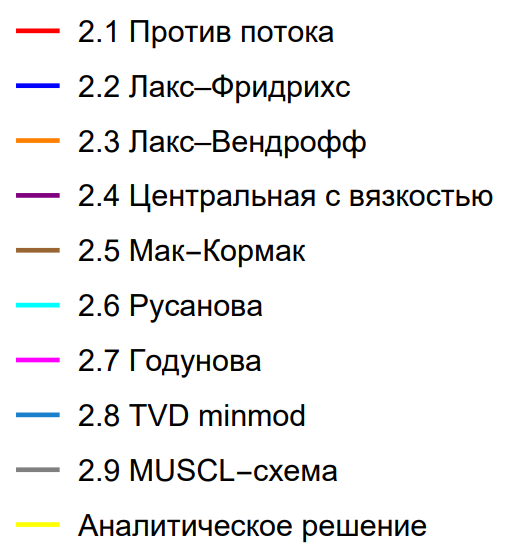 2.1 Против потока
2.2 Лакс–Фридрихс
2.3 Лакс–Вендрофф
2.4 Центральная с вязкостью
2.5 Мак−Кормак
2.6 Русанова
2.7 Годунова
2.8 TVD minmod
2.9 MUSCL−схема
Аналитическое решение